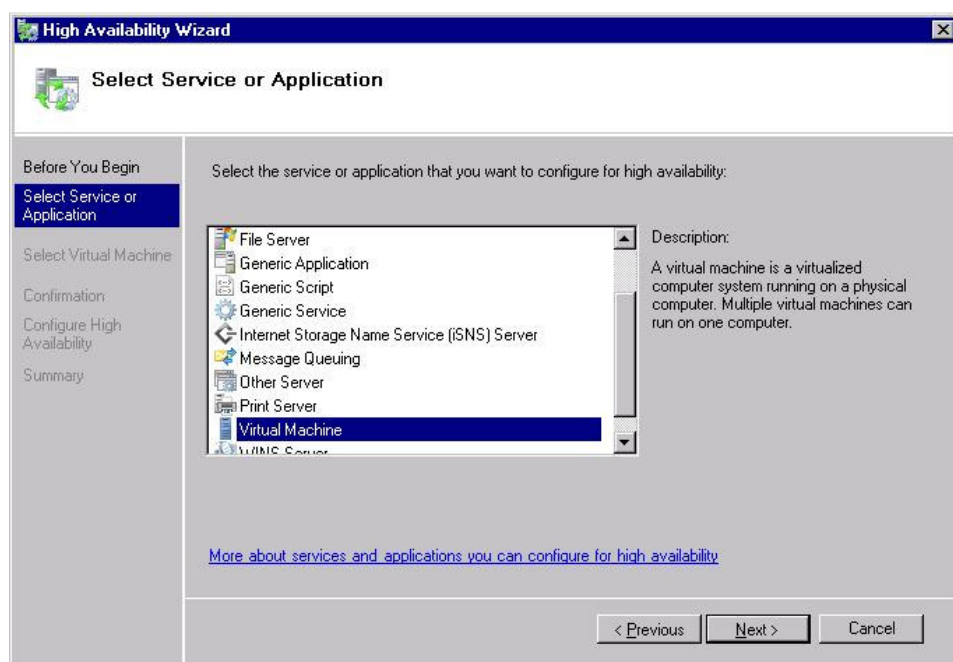 High Availability Wizard
Select Service or Application
Before You Begin
Select Service or
Application
Select Virtual Machine
Confirmation
Configure High
Availability
Summary
Select the service or application that you want to configure for high availability:
File Server
Generic Application
Generic Script
Generic Service
Internet Storage Name Service (iSNS) Server
Message Queuing
Other Server
Print Server
Virtual Machine
WINS Server
Description:
A virtual machine is a virtualized
computer system running on a physical
computer. Multiple virtual machines can
run on one computer.
More about services and applications you can configure for high availability
< Previous
Next >
Cancel